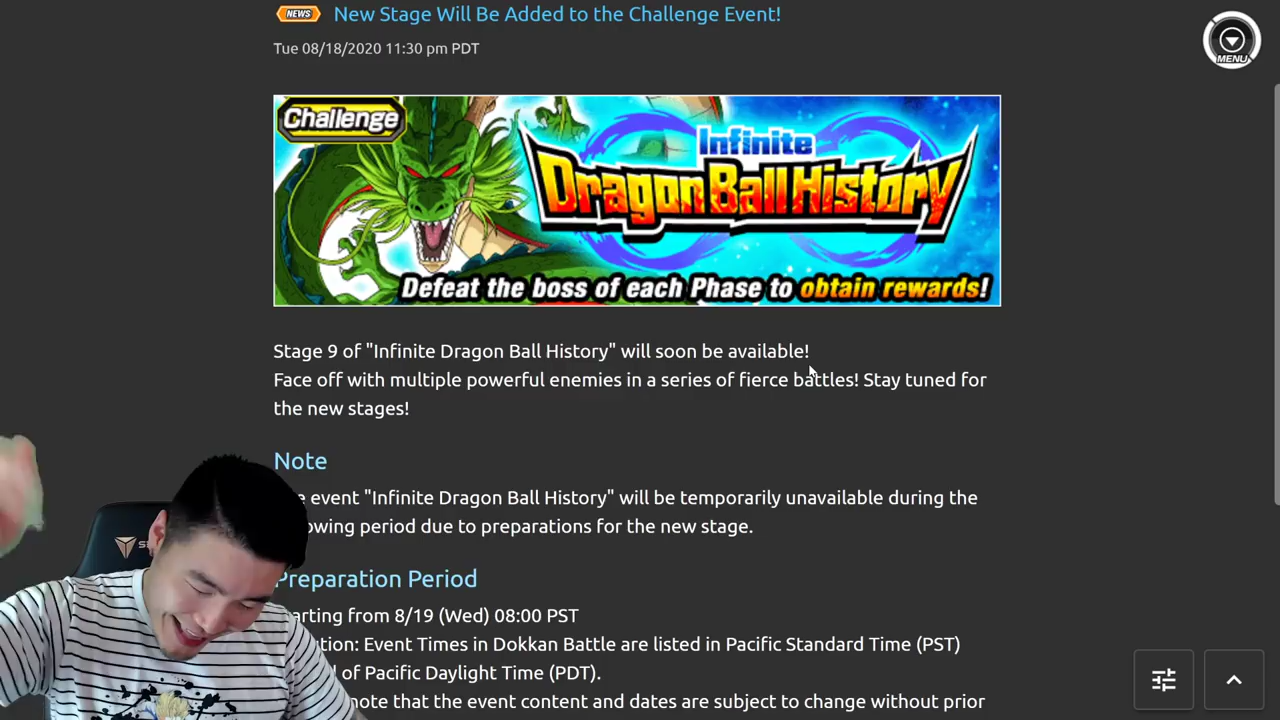 NEWS New Stage Will Be Added to the Challenge Event!
Tue 08/18/2020 11:30 pm PDT
MENU
Challenge
Infinite
Dragon Ball History
Defeat the boss of each Phase to obtain rewards!
Stage 9 of "Infinite Dragon Ball History" will soon be available!
Face off with multiple powerful enemies in a series of fierce battles! Stay tuned for
the new stages!
Note
event "Infinite Dragon Ball History" will be temporarily unavailable during the
owing period due to preparations for the new stage.
Preparation Period
arting from 8/19 (Wed) 08:00 PST
tion: Event Times in Dokkan Battle are listed in Pacific Standard Time (PST)
of Pacific Daylight Time (PDT).
note that the event content and dates are subject to change without prior